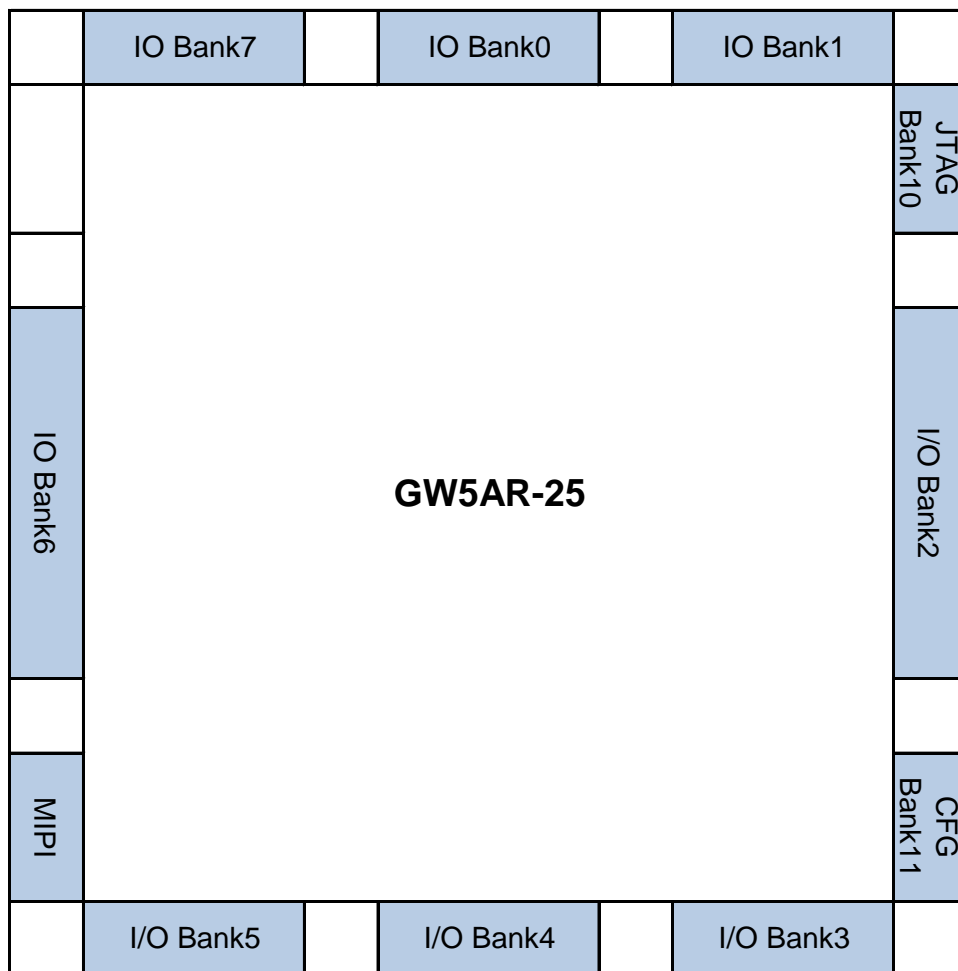 IO Bank7
IO Bank0
IO Bank1
JTAG
Bank10
IO Bank6
GW5AR-25
I/O Bank2
MIPI
CFG
Bank11
I/O Bank5
I/O Bank4
I/O Bank3